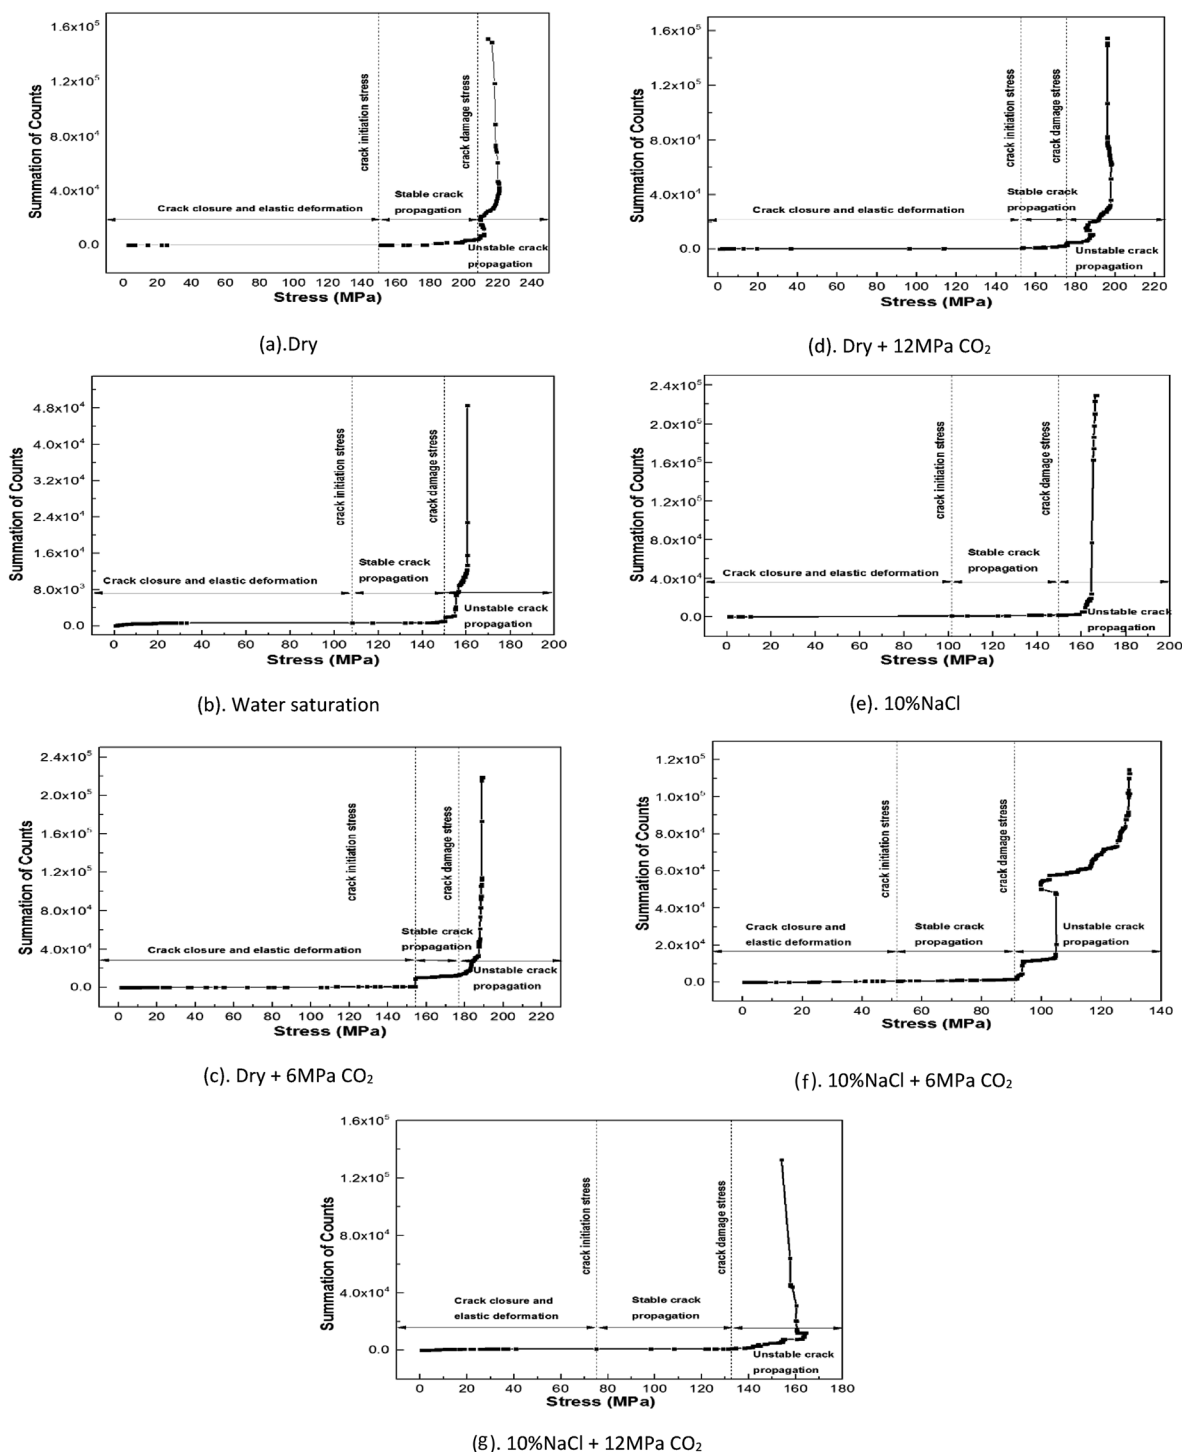 1.6x10⁵
1.2x10⁵
8.0x10⁴
4.0x10⁴
0.0
Summation of Counts
crack initiation stress
crack damage stress
Stable crack
propagation
Crack closure and elastic deformation
Unstable crack
propagation
0 20 40 60 80 100 120 140 160 180 200 220 240
Stress (MPa)
(a).Dry
1.6x10⁵
1.2x10⁵
8.0x10⁴
4.0x10⁴
0.0
Summation of Counts
crack initiation stress
crack damage stress
Stable crack
propagation
Crack closure and elastic deformation
Unstable crack
propagation
0 20 40 60 80 100 120 140 160 180 200 220
Stress (MPa)
(d). Dry + 12MPa CO₂
4.8x10⁴
4.0x10⁴
3.2x10⁴
2.4x10⁴
1.6x10⁴
8.0x10³
0.0
Summation of Counts
crack initiation stress
crack damage stress
Stable crack
propagation
Crack closure and elastic deformation
Unstable crack
propagation
0 20 40 60 80 100 120 140 160 180 200
Stress (MPa)
(b). Water saturation
2.4x10⁵
2.0x10⁵
1.6x10⁵
1.2x10⁵
8.0x10⁴
4.0x10⁴
0.0
Summation of Counts
crack initiation stress
crack damage stress
Stable crack
propagation
Crack closure and elastic deformation
Unstable crack
propagation
0 20 40 60 80 100 120 140 160 180 200
Stress (MPa)
(e). 10%NaCl
2.4x10⁵
2.0x10⁵
1.6x10⁵
1.2x10⁵
8.0x10⁴
4.0x10⁴
0.0
Summation of Counts
crack initiation stress
crack damage stress
Stable crack
propagation
Crack closure and elastic deformation
Unstable crack
propagation
0 20 40 60 80 100 120 140 160 180 200 220
Stress (MPa)
(c). Dry + 6MPa CO₂
1.2x10⁵
1.0x10⁵
8.0x10⁴
6.0x10⁴
4.0x10⁴
2.0x10⁴
0.0
Summation of Counts
crack initiation stress
crack damage stress
Crack closure and
elastic deformation
Stable crack
propagation
Unstable crack
propagation
0 20 40 60 80 100 120 140
Stress (MPa)
(f). 10%NaCl + 6MPa CO₂
1.6x10⁵
1.2x10⁵
8.0x10⁴
4.0x10⁴
0.0
Summation of Counts
crack initiation stress
crack damage stress
Crack closure and
elastic deformation
Stable crack
propagation
Unstable crack
propagation
0 20 40 60 80 100 120 140 160 180
Stress (MPa)
(g). 10%NaCl + 12MPa CO₂